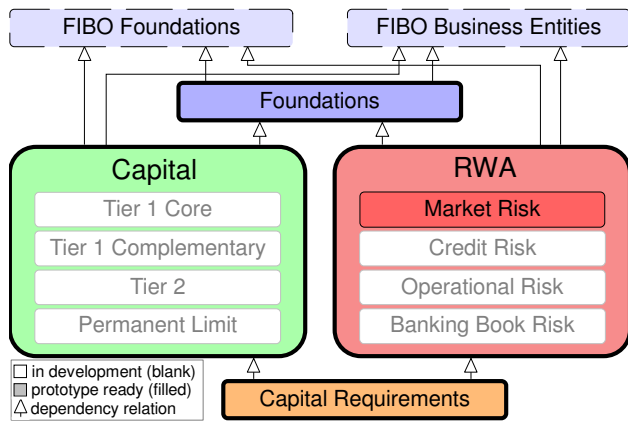 FIBO Foundations
FIBO Business Entities
Foundations
Capital
Tier 1 Core
Tier 1 Complementary
Tier 2
Permanent Limit
RWA
Market Risk
Credit Risk
Operational Risk
Banking Book Risk
in development (blank)
prototype ready (filled)
dependency relation
Capital Requirements